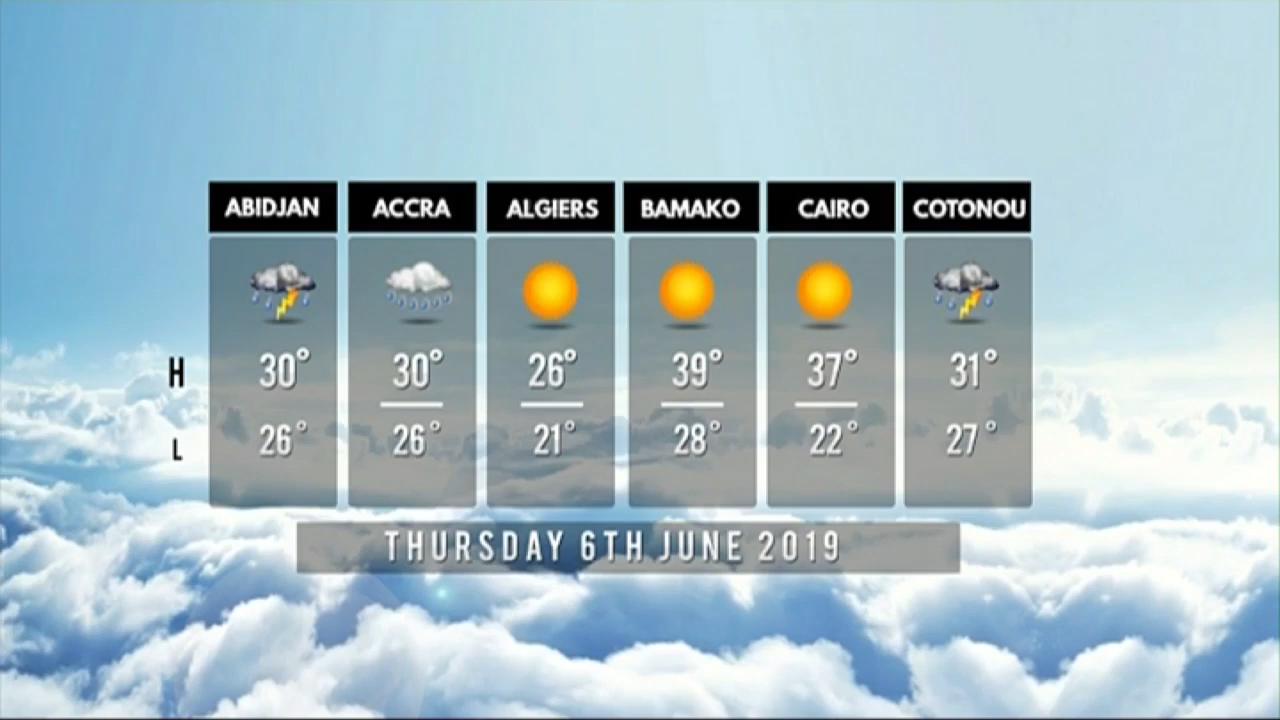 ABIDJAN ACCRA ALGIERS BAMAKO CAIRO COTONOU
H 30° 30° 26° 39° 37° 31°
L 26° 26° 21° 28° 22° 27°
THURSDAY 6TH JUNE 2019